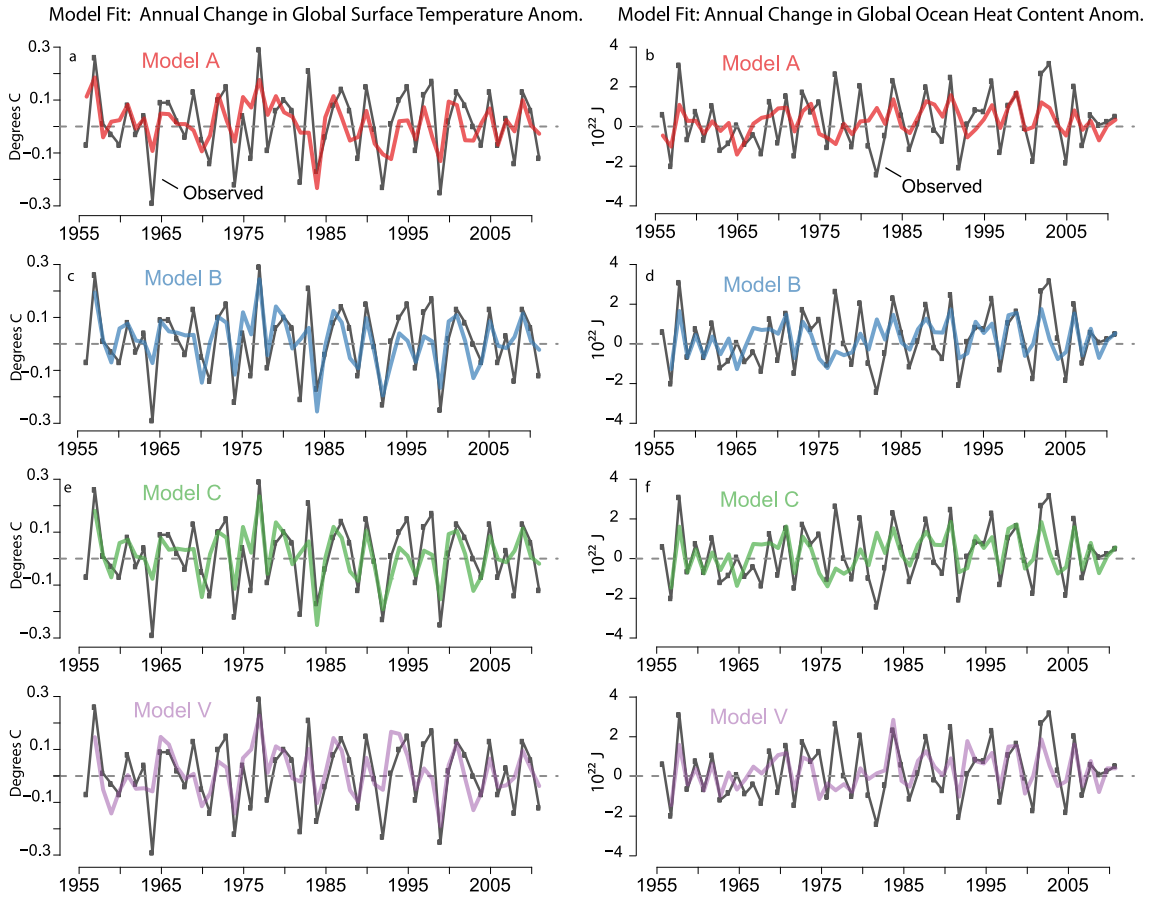 Model Fit: Annual Change in Global Surface Temperature Anom.
Model Fit: Annual Change in Global Ocean Heat Content Anom.
a
Model A
Degrees C
0.3
0.1
−0.1
−0.3
Observed
1955 1965 1975 1985 1995 2005
b
Model A
10²² J
4
2
0
−2
−4
Observed
1955 1965 1975 1985 1995 2005
c
Model B
Degrees C
0.3
0.1
−0.1
−0.3
1955 1965 1975 1985 1995 2005
d
Model B
10²² J
4
2
0
−2
−4
1955 1965 1975 1985 1995 2005
e
Model C
Degrees C
0.3
0.1
−0.1
−0.3
1955 1965 1975 1985 1995 2005
f
Model C
10²² J
4
2
0
−2
−4
1955 1965 1975 1985 1995 2005
Model V
Degrees C
0.3
0.1
−0.1
−0.3
1955 1965 1975 1985 1995 2005
Model V
10²² J
4
2
0
−2
−4
1955 1965 1975 1985 1995 2005